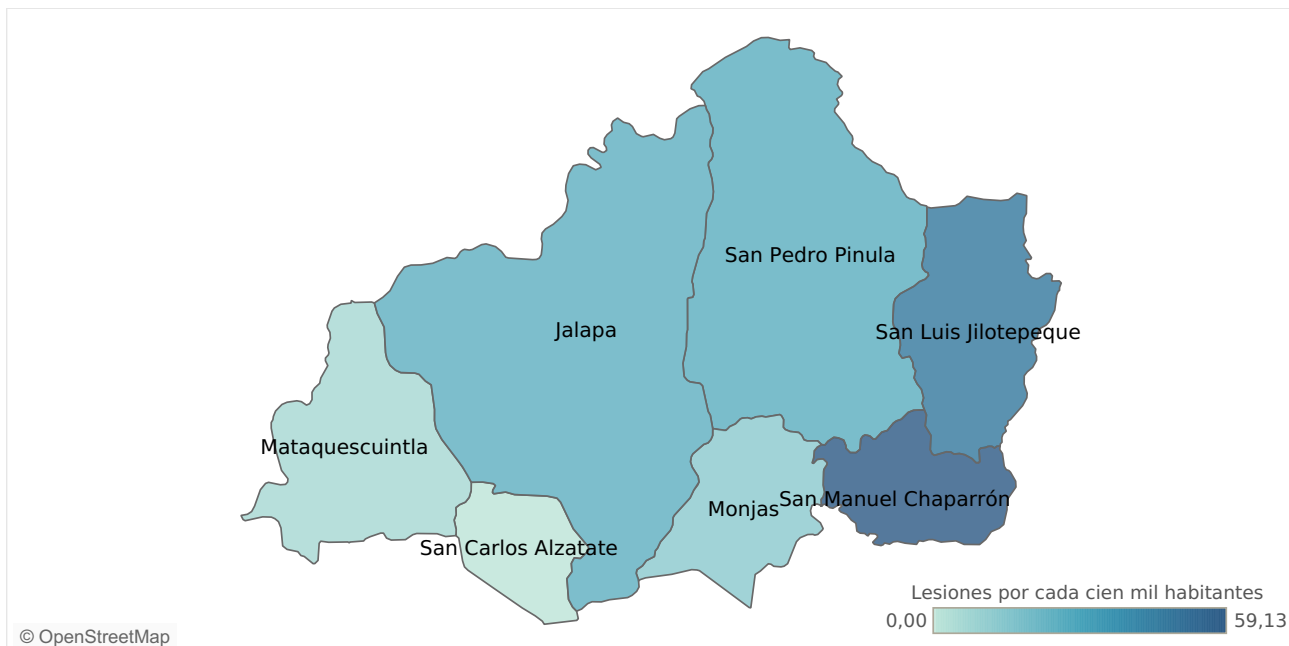 San Pedro Pinula
Jalapa
San Luis Jilotepeque
Mataquescuintla
San Manuel Chaparrón
Monjas
San Carlos Alzatate
Lesiones por cada cien mil habitantes
0,00
59,13
© OpenStreetMap